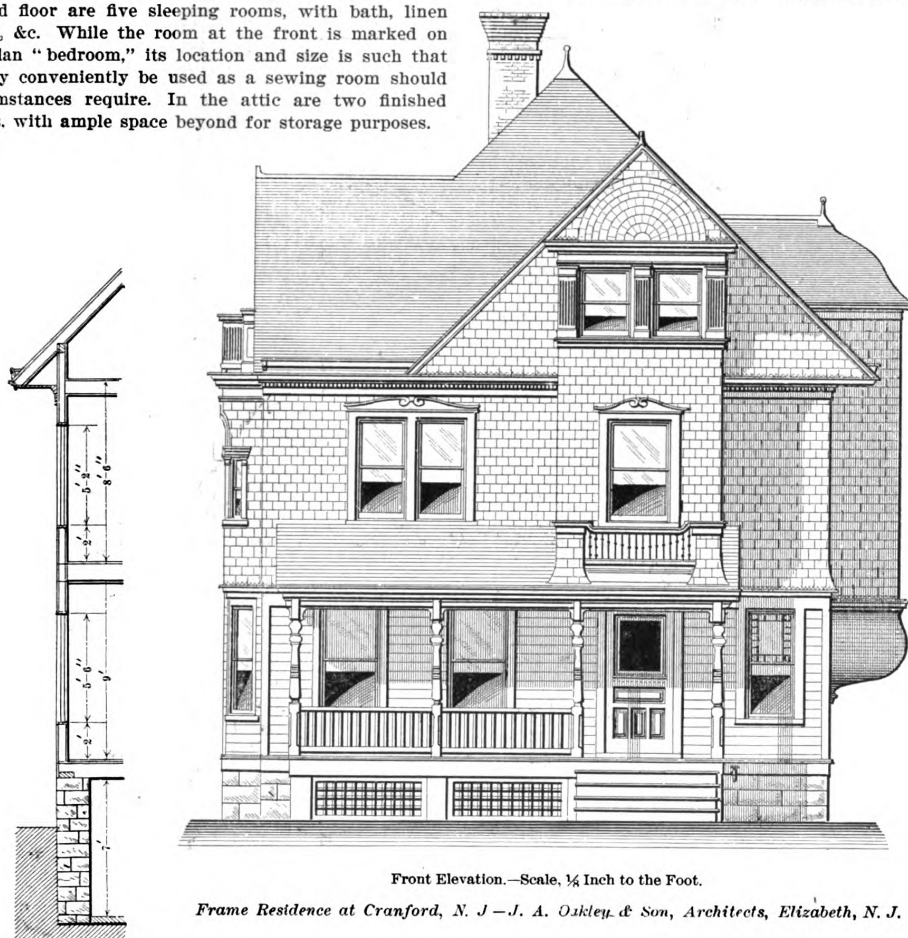 d floor are five sleeping rooms, with bath, linen
, &c. While the room at the front is marked on
lan “ bedroom,” its location and size is such that
y conveniently be used as a sewing room should
mstances require. In the attic are two finished
s, with ample space beyond for storage purposes.
5'-2"
8'-6"
2'
5'-6"
9'
2'
7'
Front Elevation.—Scale, ⅛ Inch to the Foot.
Frame Residence at Cranford, N. J—J. A. Oakley & Son, Architects, Elizabeth, N. J.